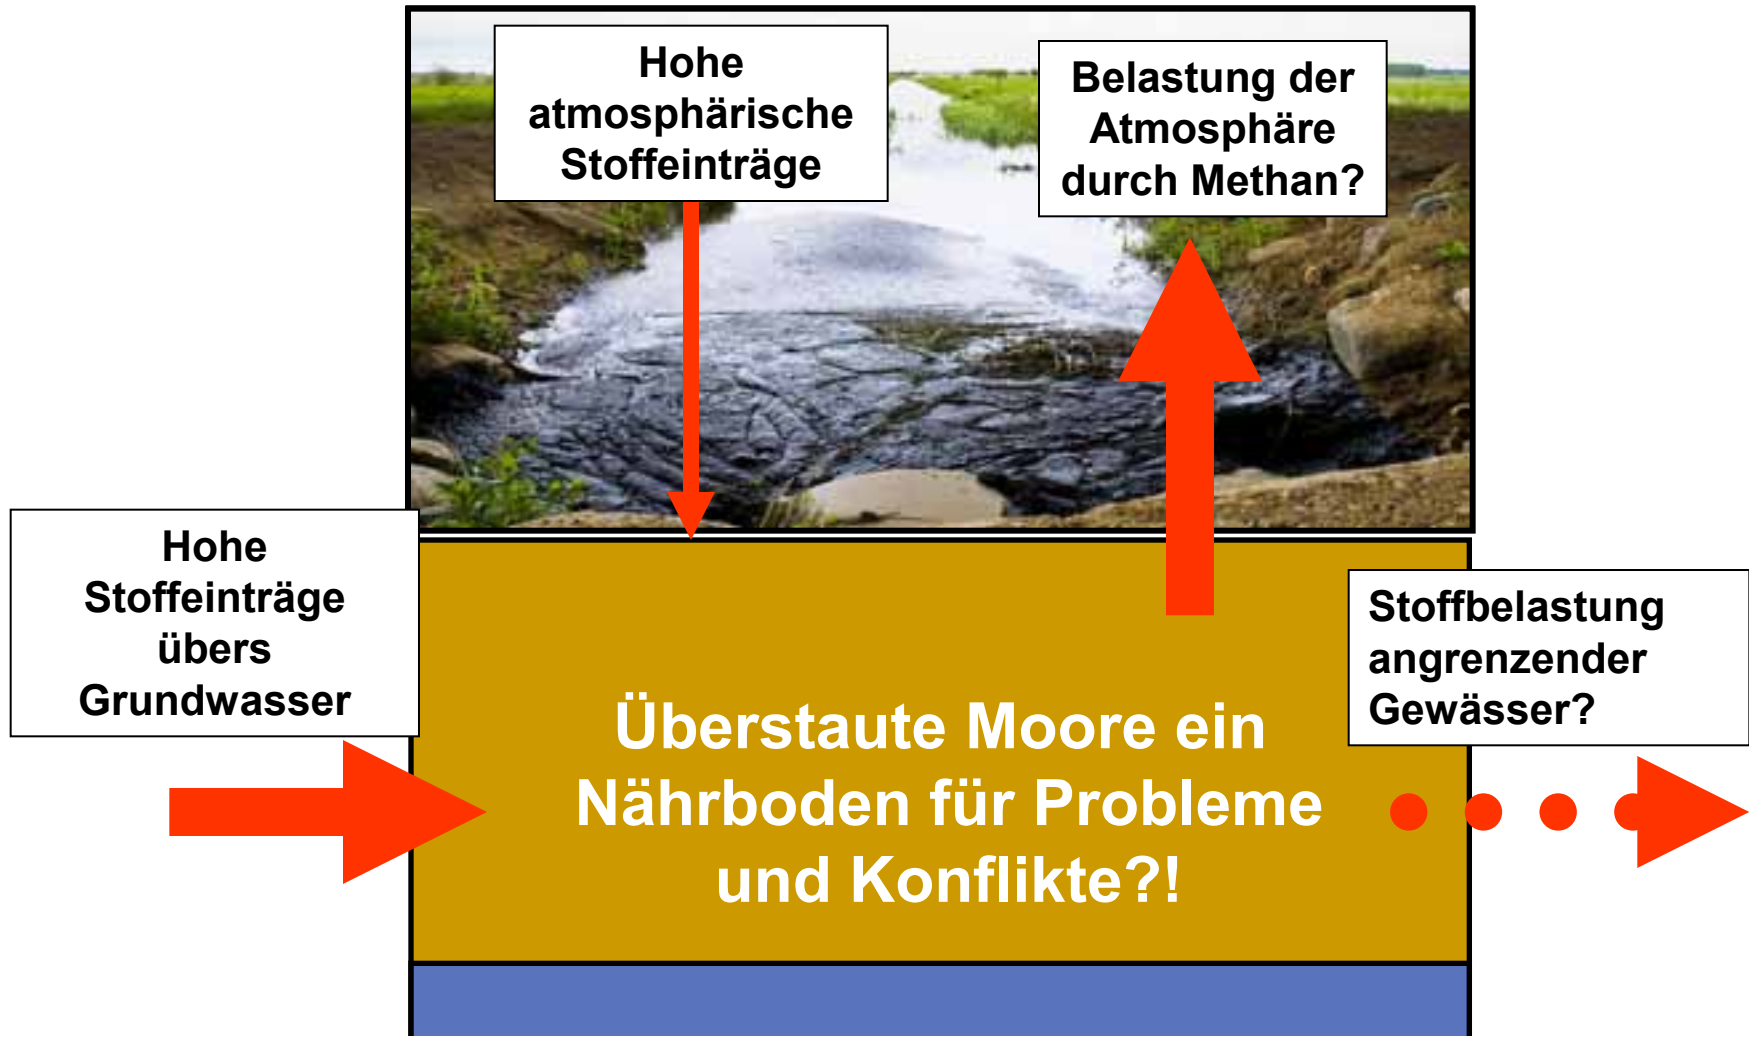 Hohe
atmosphärische
Stoffeinträge
Belastung der
Atmosphäre
durch Methan?
Hohe
Stoffeinträge
übers
Grundwasser
Stoffbelastung
angrenzender
Gewässer?
Überstaute Moore ein
Nährboden für Probleme
und Konflikte?!